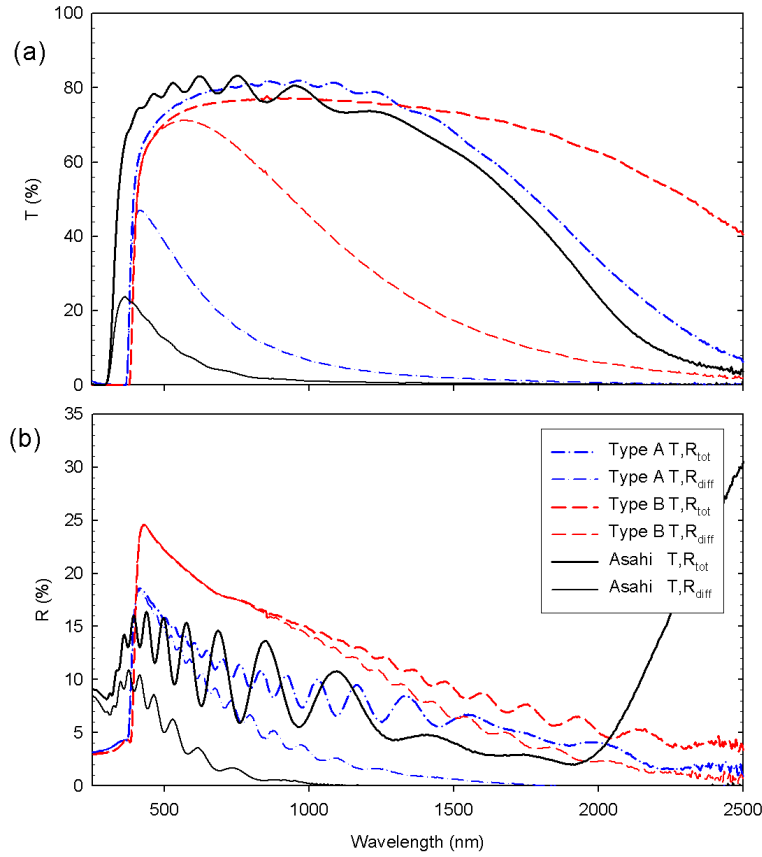 (a)
T (%)
100
80
60
40
20
0
(b)
R (%)
35
30
25
20
15
10
5
0
Type A T,Rtot
Type A T,Rdiff
Type B T,Rtot
Type B T,Rdiff
Asahi T,Rtot
Asahi T,Rdiff
500 1000 1500 2000 2500
Wavelength (nm)